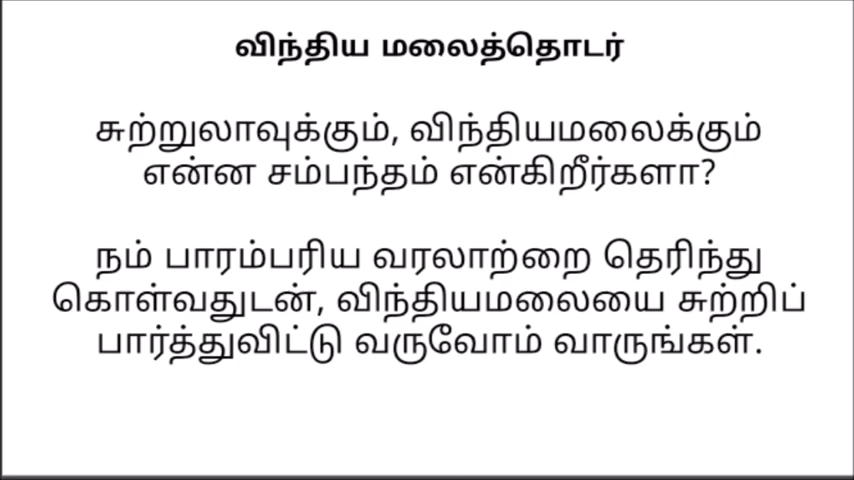 விந்திய மலைத்தொடர்
சுற்றுலாவுக்கும், விந்தியமலைக்கும்
என்ன சம்பந்தம் என்கிறீர்களா?
நம் பாரம்பரிய வரலாற்றை தெரிந்து
கொள்வதுடன், விந்தியமலையை சுற்றிப்
பார்த்துவிட்டு வருவோம் வாருங்கள்.